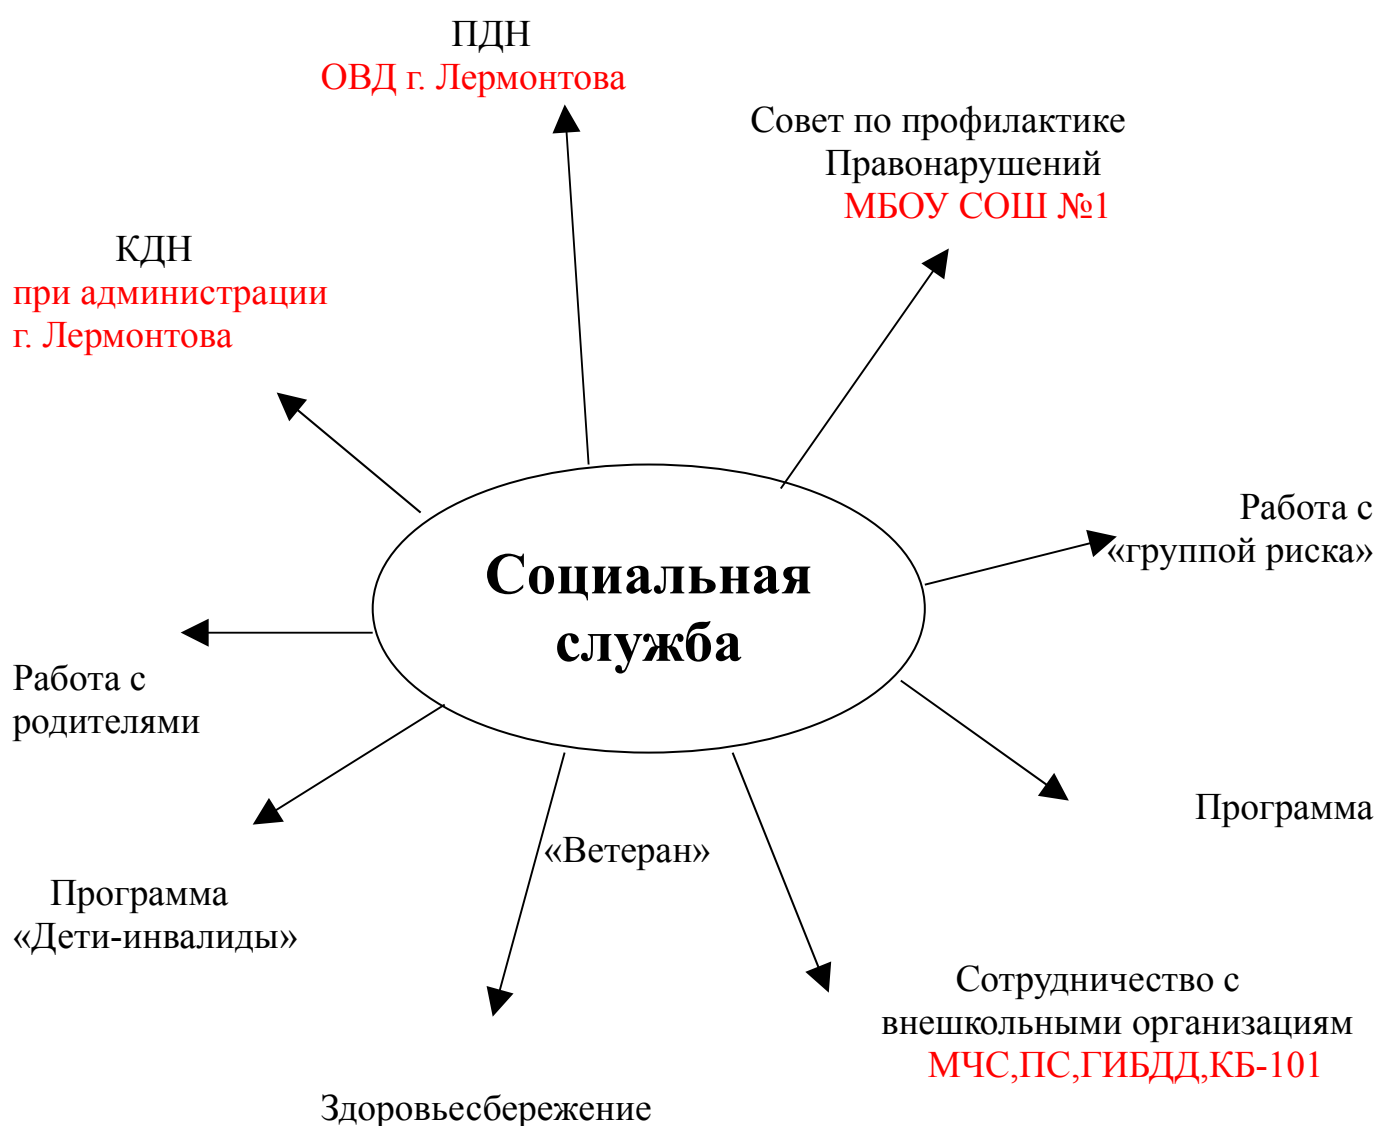 ПДН
ОВД г. Лермонтова
Совет по профилактике
Правонарушений
МБОУ СОШ №1
КДН
при администрации
г. Лермонтова
Работа с
«группой риска»
Социальная
служба
Работа с
родителями
Программа
«Ветеран»
Программа
«Дети-инвалиды»
Сотрудничество с
внешкольными организациям
МЧС,ПС,ГИБДД,КБ-101
Здоровьесбережение